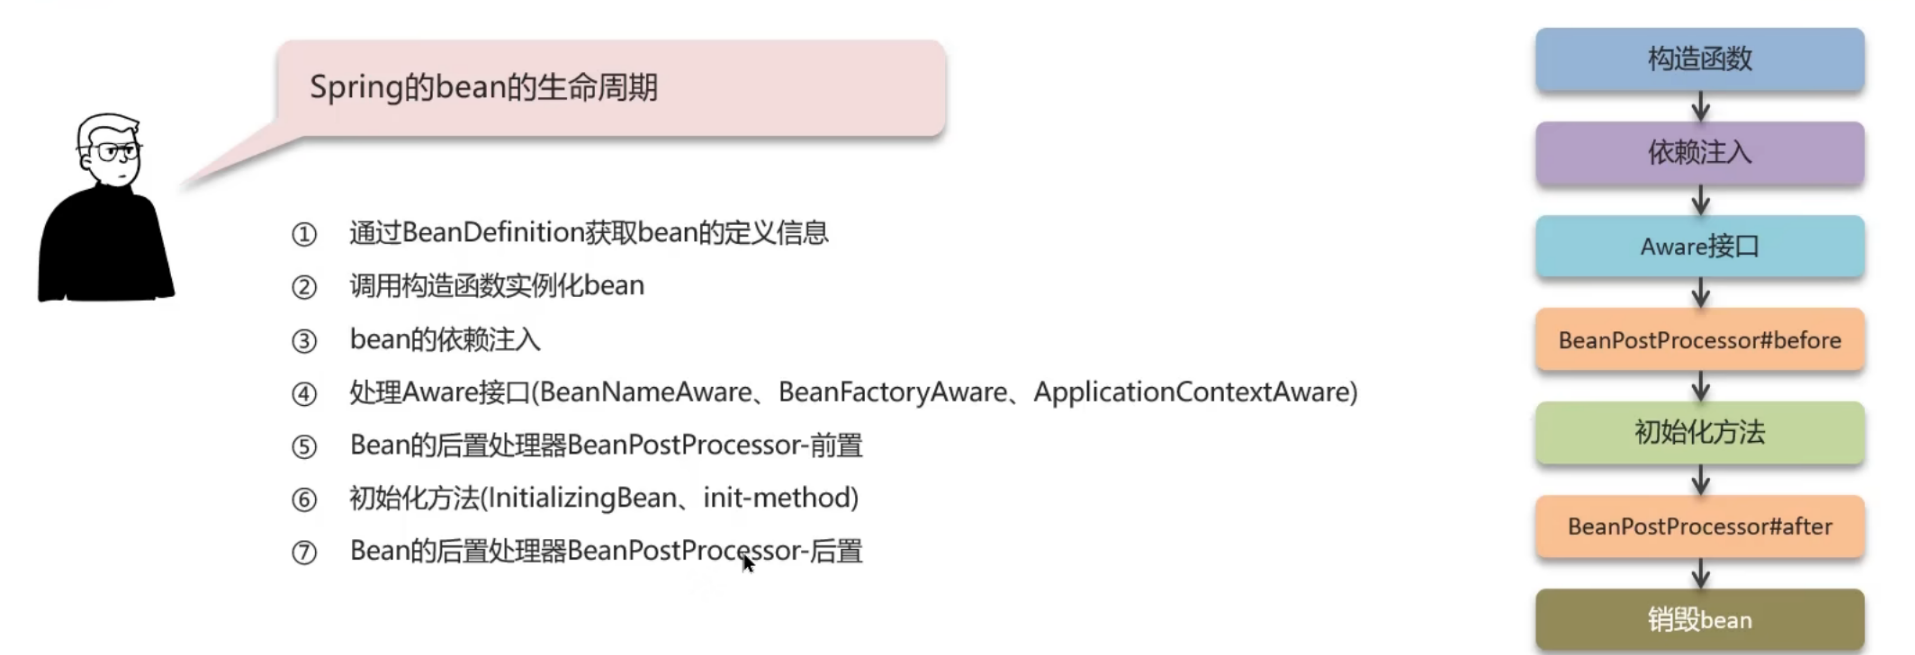 Spring的bean的生命周期
① 通过BeanDefinition获取bean的定义信息
② 调用构造函数实例化bean
③ bean的依赖注入
④ 处理Aware接口(BeanNameAware、BeanFactoryAware、ApplicationContextAware)
⑤ Bean的后置处理器BeanPostProcessor-前置
⑥ 初始化方法(InitializingBean、init-method)
⑦ Bean的后置处理器BeanPostProcessor-后置
构造函数
依赖注入
Aware接口
BeanPostProcessor#before
初始化方法
BeanPostProcessor#after
销毁bean